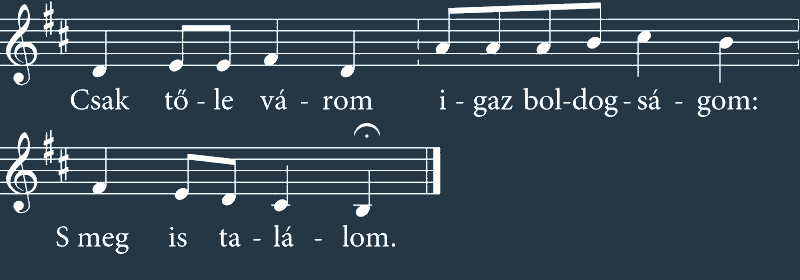 Csak tő - le vá - rom i - gaz bol-dog - sá - gom:
S meg is ta - lá - lom.